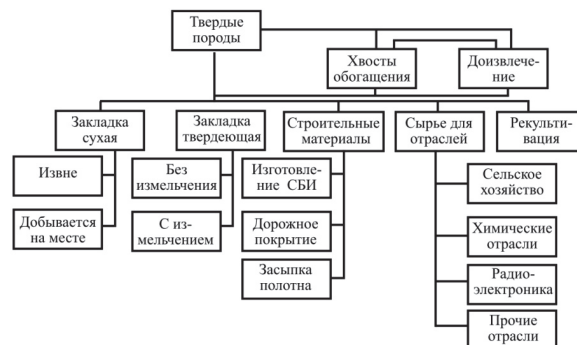 Твердые
породы
Хвосты
обогащения
Доизвлече-
ние
Закладка
сухая
Закладка
твердеющая
Строительные
материалы
Сырье для
отраслей
Рекульти-
вация
Извне
Добывается
на месте
Без
измельчения
С из-
мельчением
Изготовле-
ние СБИ
Дорожное
покрытие
Засыпка
полотна
Сельское
хозяйство
Химические
отрасли
Радио-
электроника
Прочие
отрасли